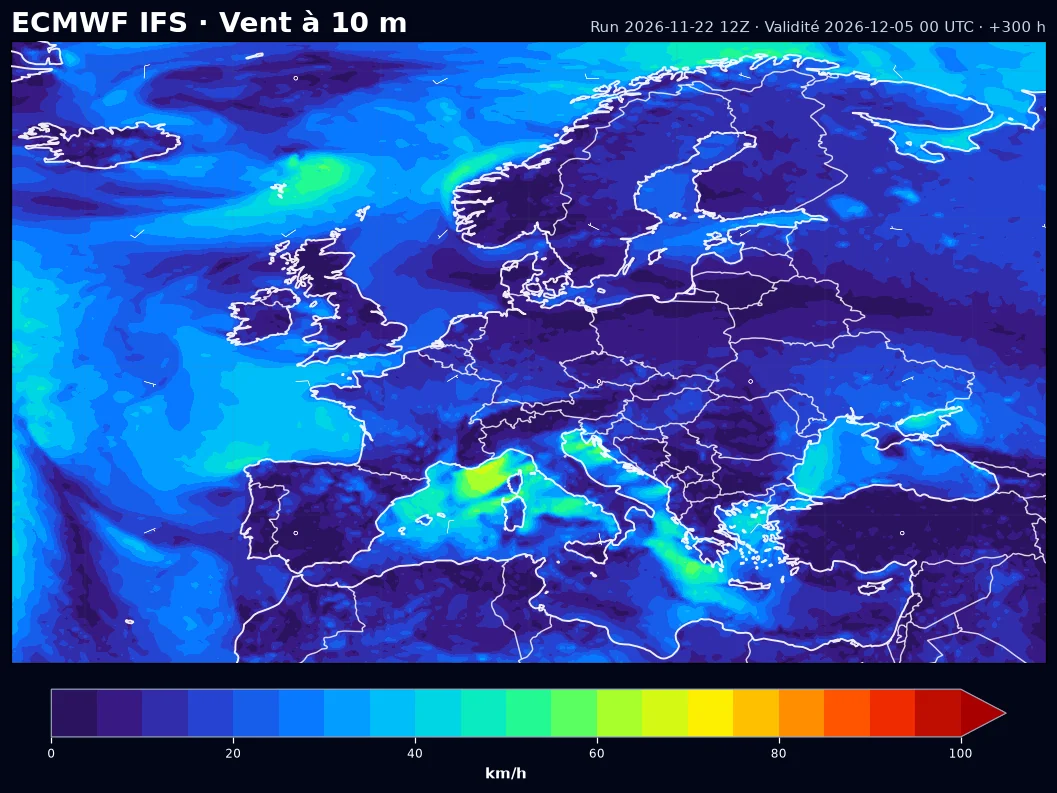 ECMWF IFS · Vent à 10 m
Run 2026-11-22 12Z · Validité 2026-12-05 00 UTC · +300 h
0 20 40 60 80 100
km/h